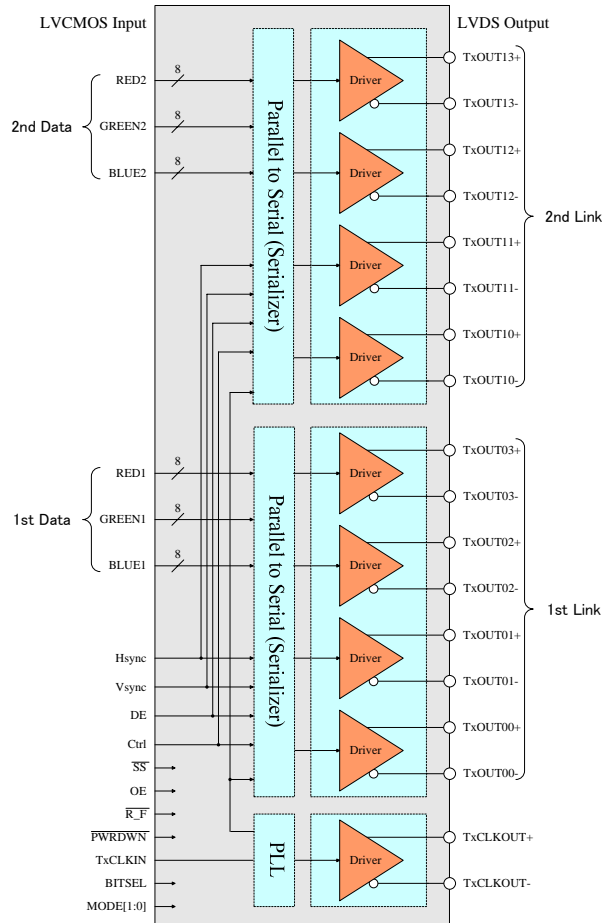 LVCMOS Input
LVDS Output
2nd Data
RED2
8
GREEN2
8
BLUE2
8
Parallel to Serial (Serializer)
Driver
Driver
Driver
Driver
TxOUT13+
TxOUT13-
TxOUT12+
TxOUT12-
TxOUT11+
TxOUT11-
TxOUT10+
TxOUT10-
2nd Link
1st Data
RED1
8
GREEN1
8
BLUE1
8
Hsync
Vsync
DE
Ctrl
Parallel to Serial (Serializer)
Driver
Driver
Driver
Driver
TxOUT03+
TxOUT03-
TxOUT02+
TxOUT02-
TxOUT01+
TxOUT01-
TxOUT00+
TxOUT00-
1st Link
SS
OE
R_F
PWRDWN
TxCLKIN
BITSEL
MODE[1:0]
PLL
Driver
TxCLKOUT+
TxCLKOUT-